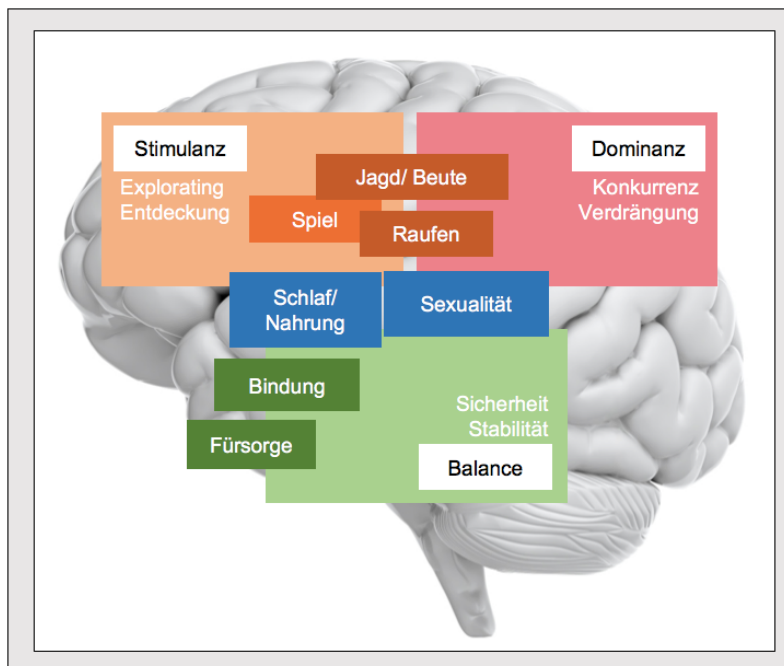 Stimulanz
Explorating
Entdeckung
Dominanz
Konkurrenz
Verdrängung
Jagd/ Beute
Spiel
Raufen
Schlaf/
Nahrung
Sexualität
Bindung
Fürsorge
Sicherheit
Stabilität
Balance